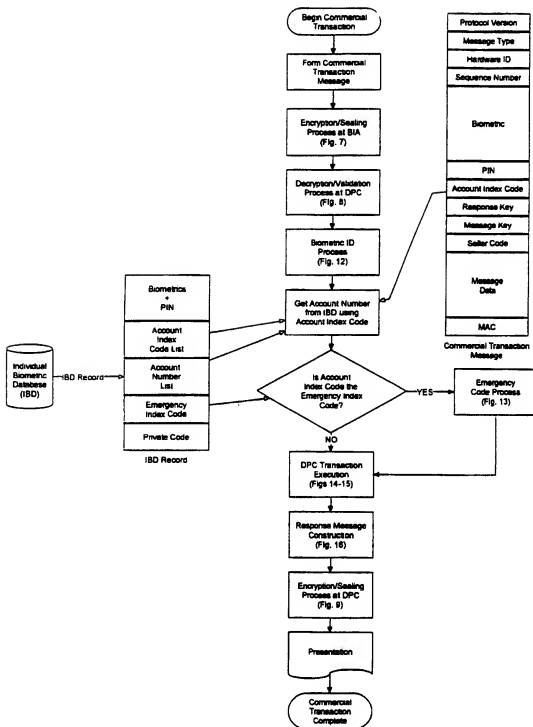 Begin Commercial
Transaction
Form Commercial
Transaction
Message
Encryption/Sealing
Process at BIA
(Fig. 7)
Decryption/Validation
Process at DPC
(Fig. 8)
Biometric ID
Process
(Fig. 12)
Get Account Number
from IBD using
Account Index Code
Is Account
Index Code the
Emergency Index
Code?
YES
Emergency
Code Process
(Fig. 13)
NO
DPC Transaction
Execution
(Figs 14-15)
Response Message
Construction
(Fig. 16)
Encryption/Sealing
Process at DPC
(Fig. 9)
Presentation
Commercial
Transaction
Complete
Individual
Biometric
Database
(IBD)
IBD Record
Biometrics
+
PIN
Account
Index
Code List
Account
Number
List
Emergency
Index Code
Private Code
IBD Record
Protocol Version
Message Type
Hardware ID
Sequence Number
Biometric
PIN
Account Index Code
Response Key
Message Key
Seller Code
Message
Data
MAC
Commercial Transaction
Message